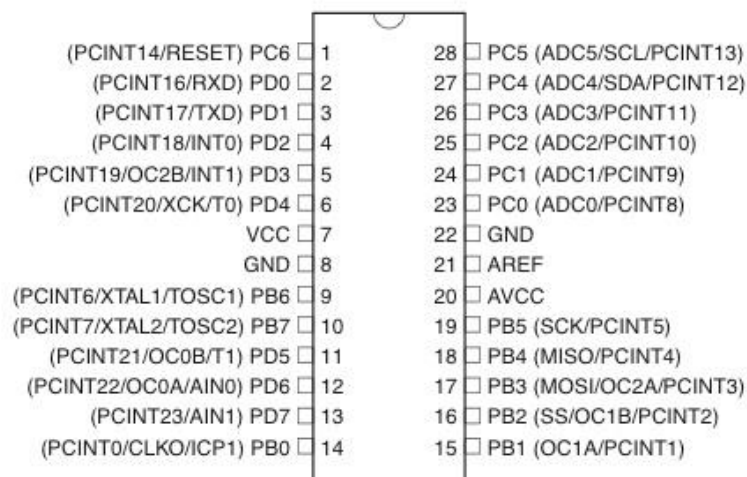 (PCINT14/RESET) PC6 1 28 PC5 (ADC5/SCL/PCINT13)
(PCINT16/RXD) PD0 2 27 PC4 (ADC4/SDA/PCINT12)
(PCINT17/TXD) PD1 3 26 PC3 (ADC3/PCINT11)
(PCINT18/INT0) PD2 4 25 PC2 (ADC2/PCINT10)
(PCINT19/OC2B/INT1) PD3 5 24 PC1 (ADC1/PCINT9)
(PCINT20/XCK/T0) PD4 6 23 PC0 (ADC0/PCINT8)
VCC 7 22 GND
GND 8 21 AREF
(PCINT6/XTAL1/TOSC1) PB6 9 20 AVCC
(PCINT7/XTAL2/TOSC2) PB7 10 19 PB5 (SCK/PCINT5)
(PCINT21/OC0B/T1) PD5 11 18 PB4 (MISO/PCINT4)
(PCINT22/OC0A/AIN0) PD6 12 17 PB3 (MOSI/OC2A/PCINT3)
(PCINT23/AIN1) PD7 13 16 PB2 (SS/OC1B/PCINT2)
(PCINT0/CLKO/ICP1) PB0 14 15 PB1 (OC1A/PCINT1)